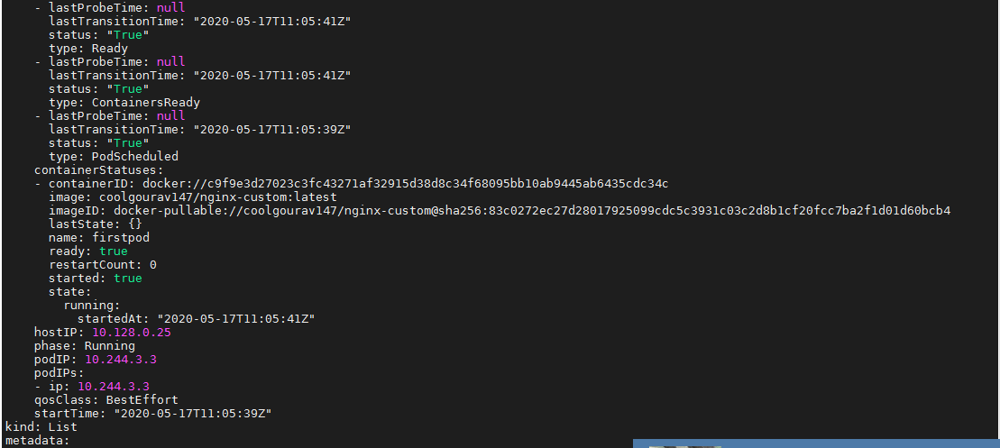 - lastProbeTime: null
lastTransitionTime: "2020-05-17T11:05:41Z"
status: "True"
type: Ready
- lastProbeTime: null
lastTransitionTime: "2020-05-17T11:05:41Z"
status: "True"
type: ContainersReady
- lastProbeTime: null
lastTransitionTime: "2020-05-17T11:05:39Z"
status: "True"
type: PodScheduled
containerStatuses:
- containerID: docker://c9f9e3d27023c3fc43271af32915d38d8c34f68095bb10ab9445ab6435cdc34c
image: coolgourav147/nginx-custom:latest
imageID: docker-pullable://coolgourav147/nginx-custom@sha256:83c0272ec27d28017925099cdc5c3931c03c2d8b1cf20fcc7ba2f1d01d60bcb4
lastState: {}
name: firstpod
ready: true
restartCount: 0
started: true
state:
running:
startedAt: "2020-05-17T11:05:41Z"
hostIP: 10.128.0.25
phase: Running
podIP: 10.244.3.3
podIPs:
- ip: 10.244.3.3
qosClass: BestEffort
startTime: "2020-05-17T11:05:39Z"
kind: List
metadata: